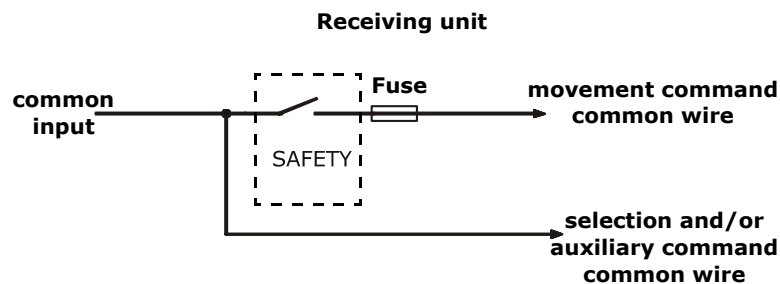 Receiving unit
common
input
Fuse
SAFETY
movement command
common wire
selection and/or
auxiliary command
common wire